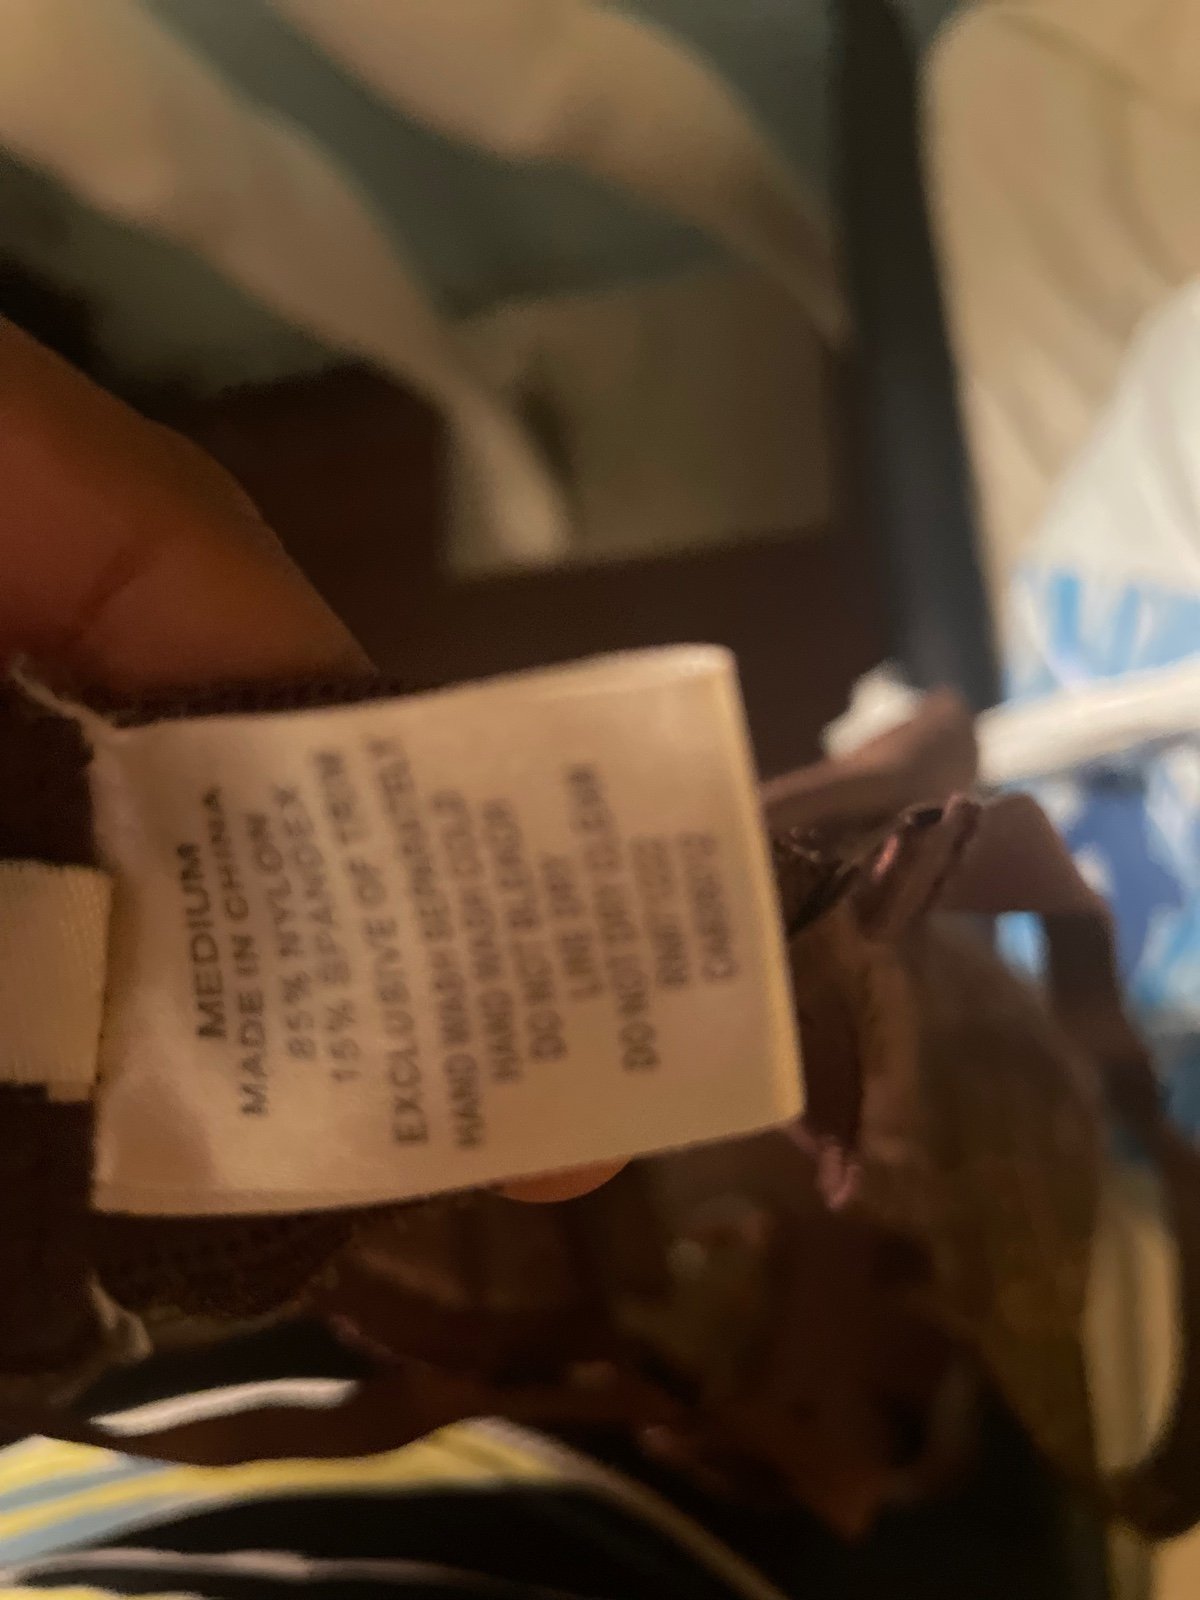 MEDIUM
MADE IN CHINA
85% NYLON
15% SPANDEX
EXCLUSIVE OF TRIM
HAND WASH SEPARATELY
HAND WASH COLD
DO NOT BLEACH
LINE DRY
DO NOT DRY CLEAN